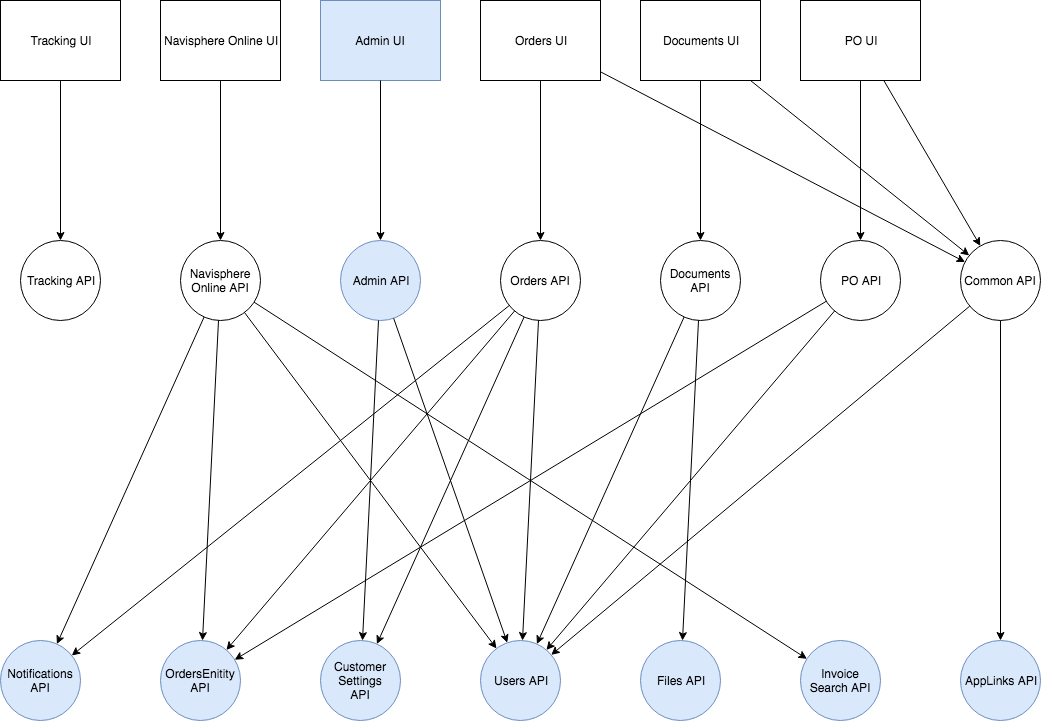 Tracking UI
Navisphere Online UI
Admin UI
Orders UI
Documents UI
PO UI
Tracking API
Navisphere
Online API
Admin API
Orders API
Documents
API
PO API
Common API
Notifications
API
OrdersEnitity
API
Customer
Settings
API
Users API
Files API
Invoice
Search API
AppLinks API